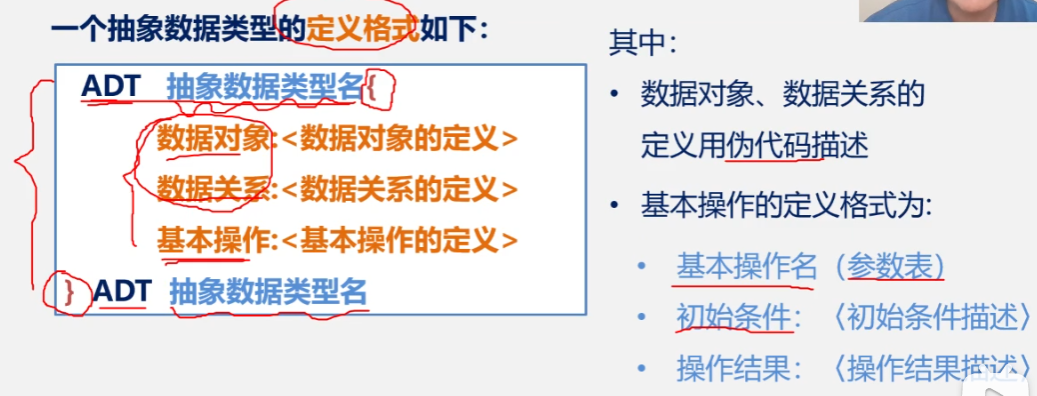 一个抽象数据类型的定义格式如下：
ADT 抽象数据类型名{
数据对象:<数据对象的定义>
数据关系:<数据关系的定义>
基本操作:<基本操作的定义>
} ADT 抽象数据类型名
其中：
• 数据对象、数据关系的
定义用伪代码描述
• 基本操作的定义格式为:
• 基本操作名（参数表）
• 初始条件：〈初始条件描述〉
• 操作结果：〈操作结果描述〉